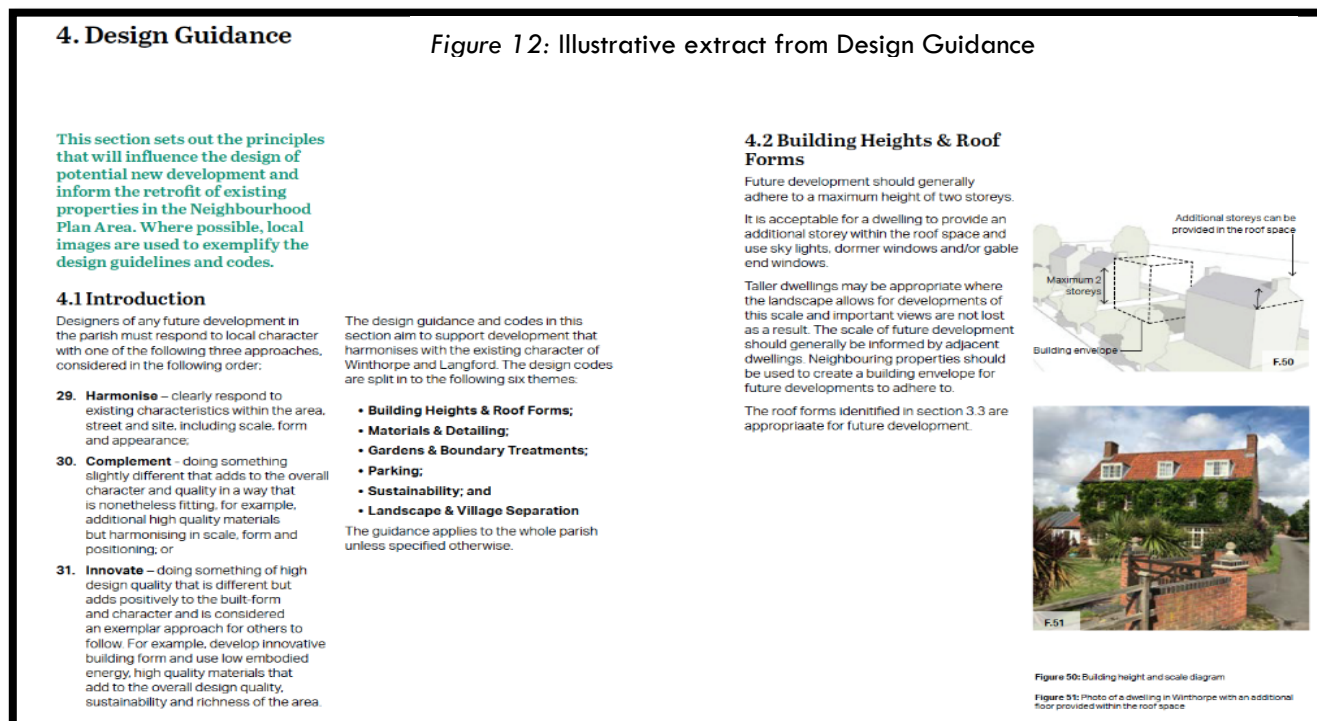 4. Design Guidance
Figure 12: Illustrative extract from Design Guidance
This section sets out the principles
that will influence the design of
potential new development and
inform the retrofit of existing
properties in the Neighbourhood
Plan Area. Where possible, local
images are used to exemplify the
design guidelines and codes.
4.1 Introduction
Designers of any future development in
the parish must respond to local character
with one of the following three approaches,
considered in the following order:
29. Harmonise – clearly respond to
existing characteristics within the area,
street and site, including scale, form
and appearance;
30. Complement - doing something
slightly different that adds to the overall
character and quality in a way that
is nonetheless fitting, for example,
additional high quality materials
but harmonising in scale, form and
positioning; or
31. Innovate – doing something of high
design quality that is different but
adds positively to the built-form
and character and is considered
an exemplar approach for others to
follow. For example, develop innovative
building form and use low embodied
energy, high quality materials that
add to the overall design quality,
sustainability and richness of the area.
The design guidance and codes in this
section aim to support development that
harmonises with the existing character of
Winthorpe and Langford. The design codes
are split in to the following six themes:
• Building Heights & Roof Forms;
• Materials & Detailing;
• Gardens & Boundary Treatments;
• Parking;
• Sustainability; and
• Landscape & Village Separation
The guidance applies to the whole parish
unless specified otherwise.
4.2 Building Heights & Roof
Forms
Future development should generally
adhere to a maximum height of two storeys.
It is acceptable for a dwelling to provide an
additional storey within the roof space and
use sky lights, dormer windows and/or gable
end windows.
Taller dwellings may be appropriate where
the landscape allows for developments of
this scale and important views are not lost
as a result. The scale of future development
should generally be informed by adjacent
dwellings. Neighbouring properties should
be used to create a building envelope for
future developments to adhere to.
The roof forms idenitified in section 3.3 are
appropriaate for future development.
Additional storeys can be
provided in the roof space
Maximum 2
storeys
Building envelope
F.50
F.51
Figure 50: Building height and scale diagram
Figure 51: Photo of a dwelling in Winthorpe with an additional
floor provided within the roof space